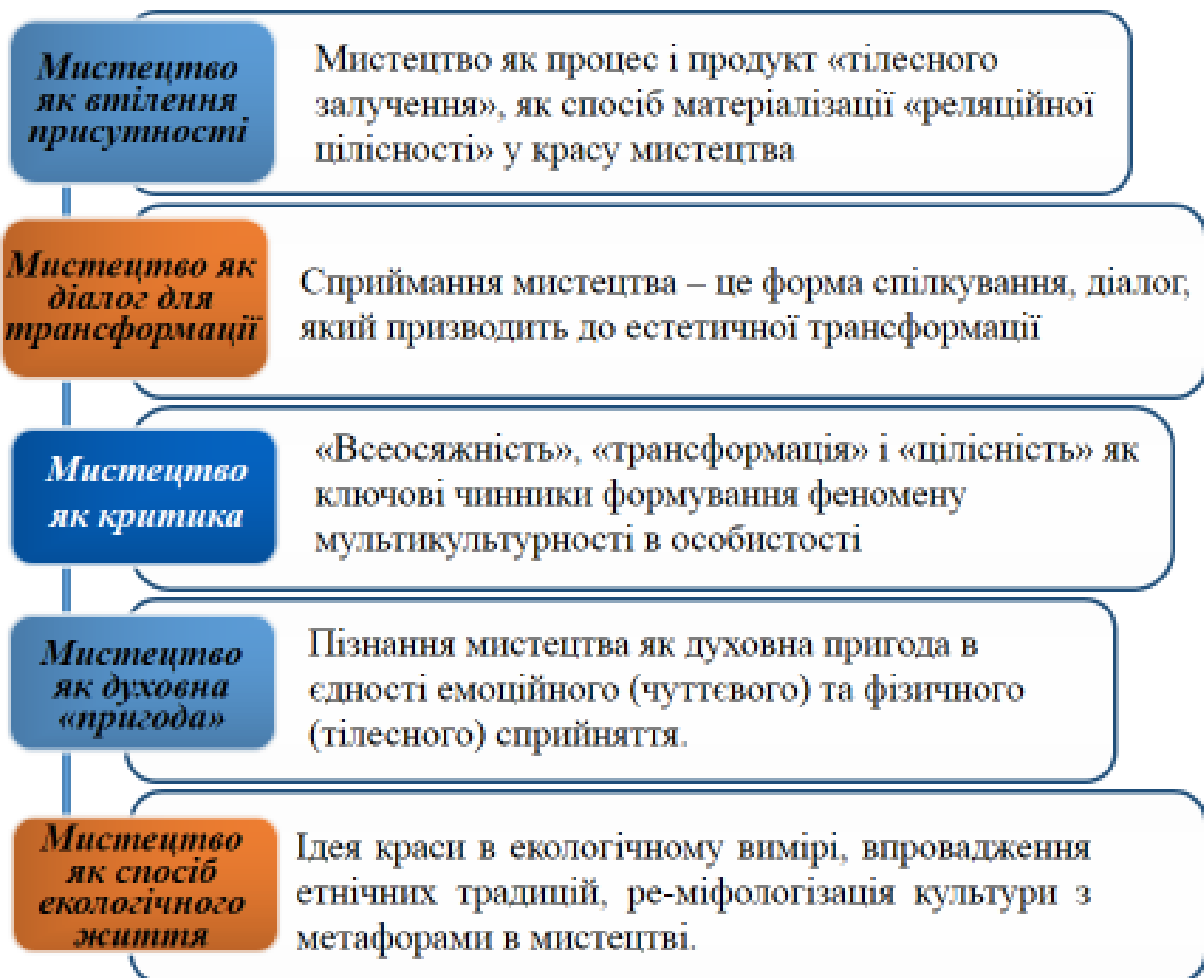 Мистецтво
як втілення
присутності
Мистецтво як процес і продукт «тілесного
залучення», як спосіб матеріалізації «реляційної
цілісності» у красу мистецтва
Мистецтво як
діалог для
трансформації
Сприймання мистецтва – це форма спілкування, діалог,
який призводить до естетичної трансформації
Мистецтво
як критика
«Всеосяжність», «трансформація» і «цілісність» як
ключові чинники формування феномену
мультикультурності в особистості
Мистецтво
як духовна
«пригода»
Пізнання мистецтва як духовна пригода в
єдності емоційного (чуттєвого) та фізичного
(тілесного) сприйняття.
Мистецтво
як спосіб
екологічного
життя
Ідея краси в екологічному вимірі, впровадження
етнічних традицій, ре-міфологізація культури з
метафорами в мистецтві.